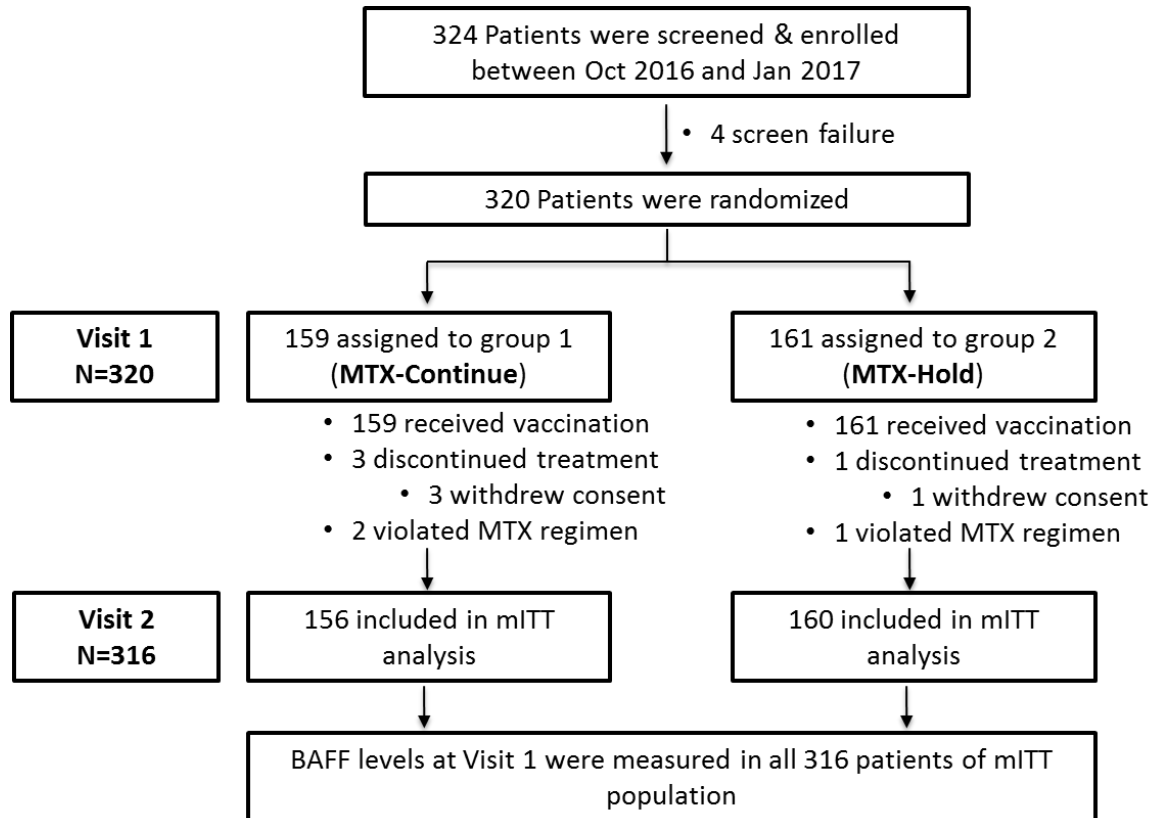 324 Patients were screened & enrolled
between Oct 2016 and Jan 2017
• 4 screen failure
320 Patients were randomized
Visit 1
N=320
159 assigned to group 1
(MTX-Continue)
161 assigned to group 2
(MTX-Hold)
• 159 received vaccination
• 3 discontinued treatment
• 3 withdrew consent
• 2 violated MTX regimen
• 161 received vaccination
• 1 discontinued treatment
• 1 withdrew consent
• 1 violated MTX regimen
Visit 2
N=316
156 included in mITT
analysis
160 included in mITT
analysis
BAFF levels at Visit 1 were measured in all 316 patients of mITT
population